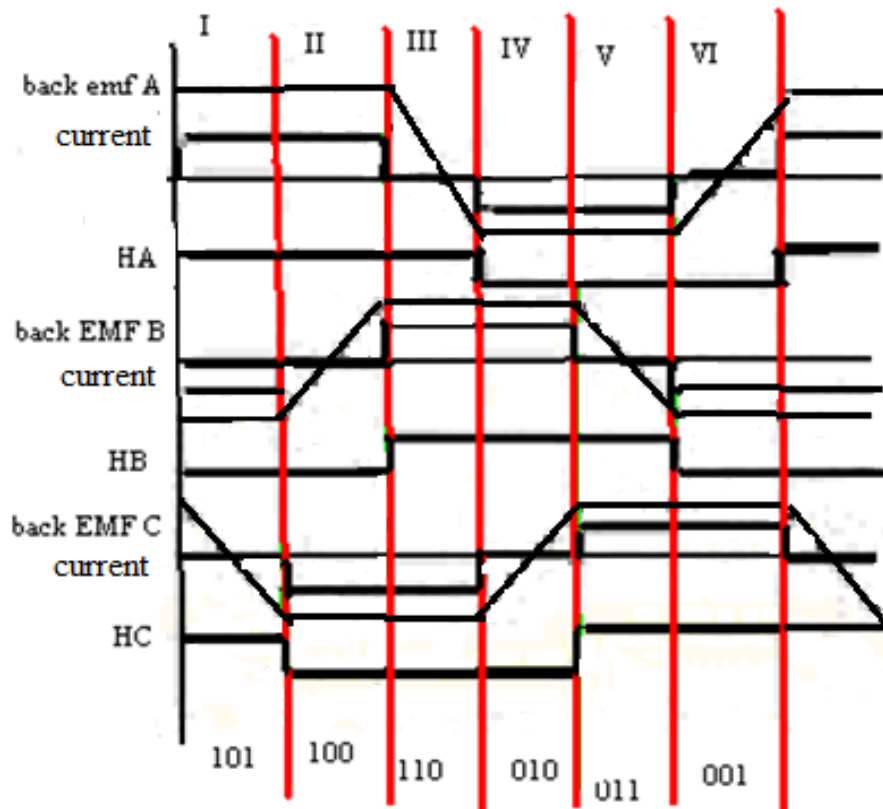 I II III IV V VI
back emf A
current
HA
back EMF B
current
HB
back EMF C
current
HC
101 100 110 010 011 001